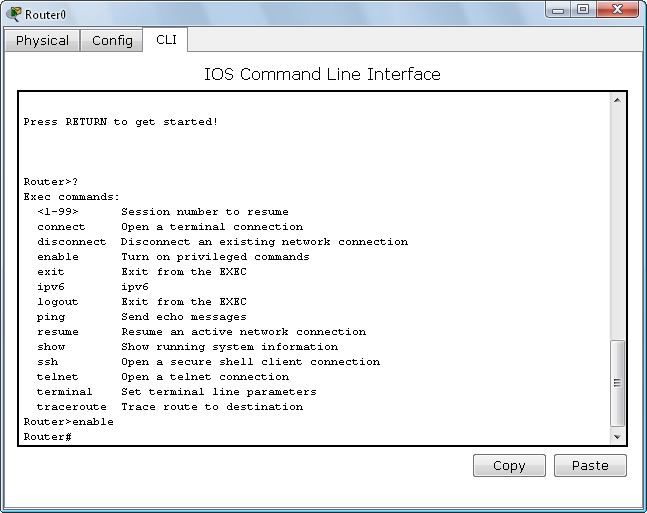 Router0
Physical Config CLI
IOS Command Line Interface
Press RETURN to get started!
Router>?
Exec commands:
<1-99> Session number to resume
connect Open a terminal connection
disconnect Disconnect an existing network connection
enable Turn on privileged commands
exit Exit from the EXEC
ipv6 ipv6
logout Exit from the EXEC
ping Send echo messages
resume Resume an active network connection
show Show running system information
ssh Open a secure shell client connection
telnet Open a telnet connection
terminal Set terminal line parameters
traceroute Trace route to destination
Router>enable
Router#
Copy Paste